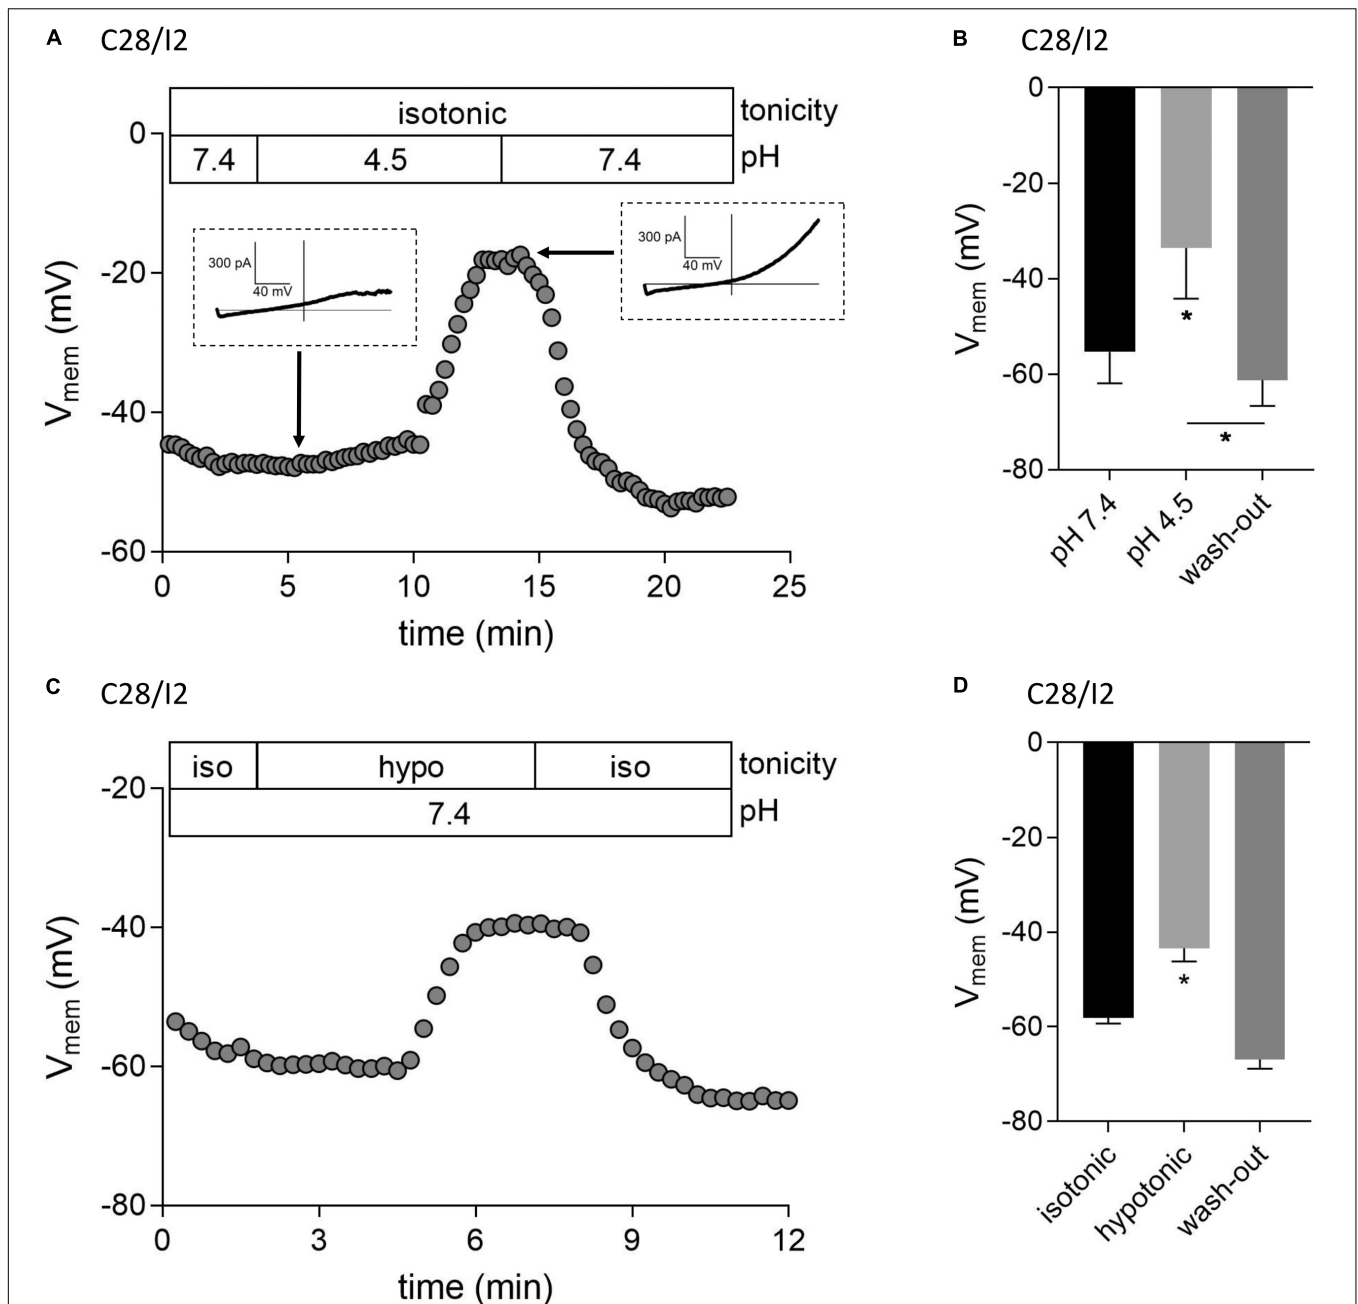 A C28/I2
isotonic tonicity
7.4 4.5 7.4 pH
0
-20
-40
-60
V_mem (mV)
300 pA
40 mV
300 pA
40 mV
0 5 10 15 20 25
time (min)
B C28/I2
0
-20
-40
-60
-80
V_mem (mV)
*
*
pH 7.4 pH 4.5 wash-out
C C28/I2
iso hypo iso tonicity
7.4 pH
-20
-40
-60
-80
V_mem (mV)
0 3 6 9 12
time (min)
D C28/I2
0
-20
-40
-60
-80
V_mem (mV)
*
isotonic hypotonic wash-out